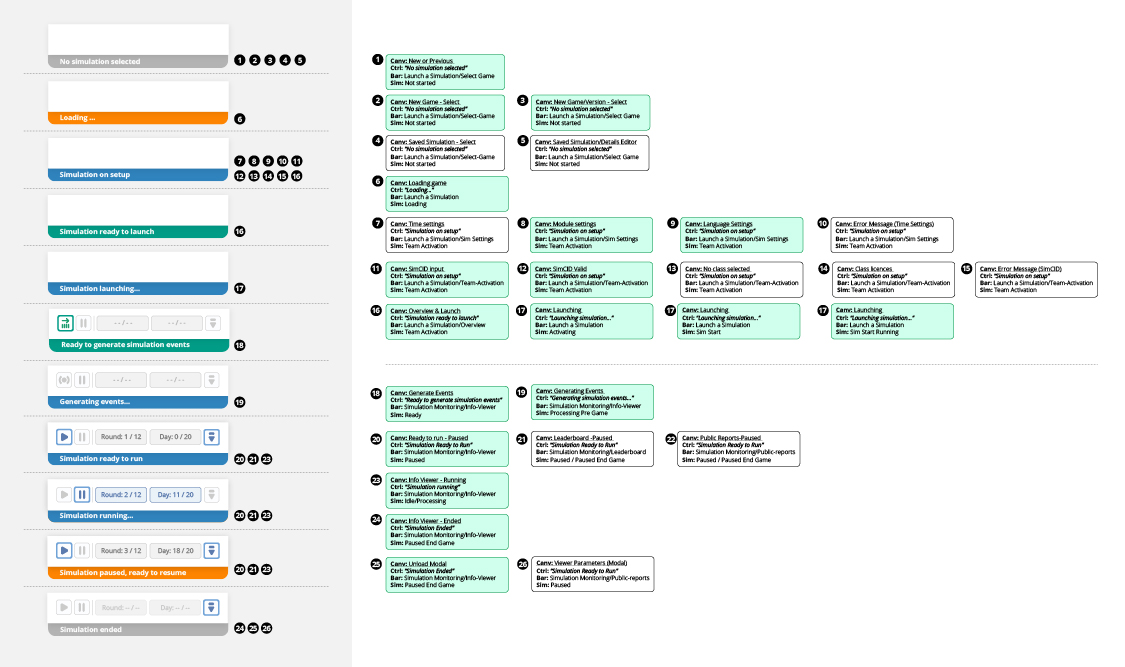 No simulation selected
1 2 3 4 5
Loading ...
6
Simulation on setup
7 8 9 10 11
12 13 14 15 16
Simulation ready to launch
16
Simulation launching...
17
--/-- --/--
Ready to generate simulation events
18
--/-- --/--
Generating events...
19
Round: 1 / 12 Day: 0 / 20
Simulation ready to run
20 21 23
Round: 2 / 12 Day: 11 / 20
Simulation running...
20 21 23
Round: 3 / 12 Day: 18 / 20
Simulation paused, ready to resume
20 21 23
Round: -- / -- Day: -- / --
Simulation ended
24 25 26
1
Canv: New or Previous
Ctrl: "No simulation selected"
Bar: Launch a Simulation/Select Game
Sim: Not started
2
Canv: New Game - Select
Ctrl: "No simulation selected"
Bar: Launch a Simulation/Select-Game
Sim: Not started
3
Canv: New Game/Version - Select
Ctrl: "No simulation selected"
Bar: Launch a Simulation/Select Game
Sim: Not started
4
Canv: Saved Simulation - Select
Ctrl: "No simulation selected"
Bar: Launch a Simulation/Select-Game
Sim: Not started
5
Canv: Saved Simulation/Details Editor
Ctrl: "No simulation selected"
Bar: Launch a Simulation/Select Game
Sim: Not started
6
Canv: Loading game
Ctrl: "Loading..."
Bar: Launch a Simulation
Sim: Loading
7
Canv: Time settings
Ctrl: "Simulation on setup"
Bar: Launch a Simulation/Sim Settings
Sim: Team Activation
8
Canv: Module settings
Ctrl: "Simulation on setup"
Bar: Launch a Simulation/Sim Settings
Sim: Team Activation
9
Canv: Language Settings
Ctrl: "Simulation on setup"
Bar: Launch a Simulation/Sim Settings
Sim: Team Activation
10
Canv: Error Message (Time Settings)
Ctrl: "Simulation on setup"
Bar: Launch a Simulation/Sim Settings
Sim: Team Activation
11
Canv: SimCID input
Ctrl: "Simulation on setup"
Bar: Launch a Simulation/Team-Activation
Sim: Team Activation
12
Canv: SimCID Valid
Ctrl: "Simulation on setup"
Bar: Launch a Simulation/Team-Activation
Sim: Team Activation
13
Canv: No class selected
Ctrl: "Simulation on setup"
Bar: Launch a Simulation/Team-Activation
Sim: Team Activation
14
Canv: Class licences
Ctrl: "Simulation on setup"
Bar: Launch a Simulation/Team-Activation
Sim: Team Activation
15
Canv: Error Message (SimCID)
Ctrl: "Simulation on setup"
Bar: Launch a Simulation/Team-Activation
Sim: Team Activation
16
Canv: Overview & Launch
Ctrl: "Simulation ready to launch"
Bar: Launch a Simulation/Overview
Sim: Team Activation
17
Canv: Launching
Ctrl: "Launching simulation..."
Bar: Launch a Simulation
Sim: Activating
17
Canv: Launching
Ctrl: "Launching simulation..."
Bar: Launch a Simulation
Sim: Sim Start
17
Canv: Launching
Ctrl: "Launching simulation..."
Bar: Launch a Simulation
Sim: Sim Start Running
18
Canv: Generate Events
Ctrl: "Ready to generate simulation events"
Bar: Simulation Monitoring/Info-Viewer
Sim: Ready
19
Canv: Generating Events
Ctrl: "Generating simulation events..."
Bar: Simulation Monitoring/Info-Viewer
Sim: Processing Pre Game
20
Canv: Ready to run - Paused
Ctrl: "Simulation Ready to Run"
Bar: Simulation Monitoring/Info-Viewer
Sim: Paused
21
Canv: Leaderboard -Paused
Ctrl: "Simulation Ready to Run"
Bar: Simulation Monitoring/Leaderboard
Sim: Paused / Paused End Game
22
Canv: Public Reports-Paused
Ctrl: "Simulation Ready to Run"
Bar: Simulation Monitoring/Public-reports
Sim: Paused / Paused End Game
23
Canv: Info Viewer - Running
Ctrl: "Simulation running"
Bar: Simulation Monitoring/Info-Viewer
Sim: Idle/Processing
24
Canv: Info Viewer - Ended
Ctrl: "Simulation Ended"
Bar: Simulation Monitoring/Info-Viewer
Sim: Paused End Game
25
Canv: Unload Modal
Ctrl: "Simulation Ended"
Bar: Simulation Monitoring/Info-Viewer
Sim: Paused End Game
26
Canv: Viewer Parameters (Modal)
Ctrl: "Simulation Ready to Run"
Bar: Simulation Monitoring/Public-reports
Sim: Paused